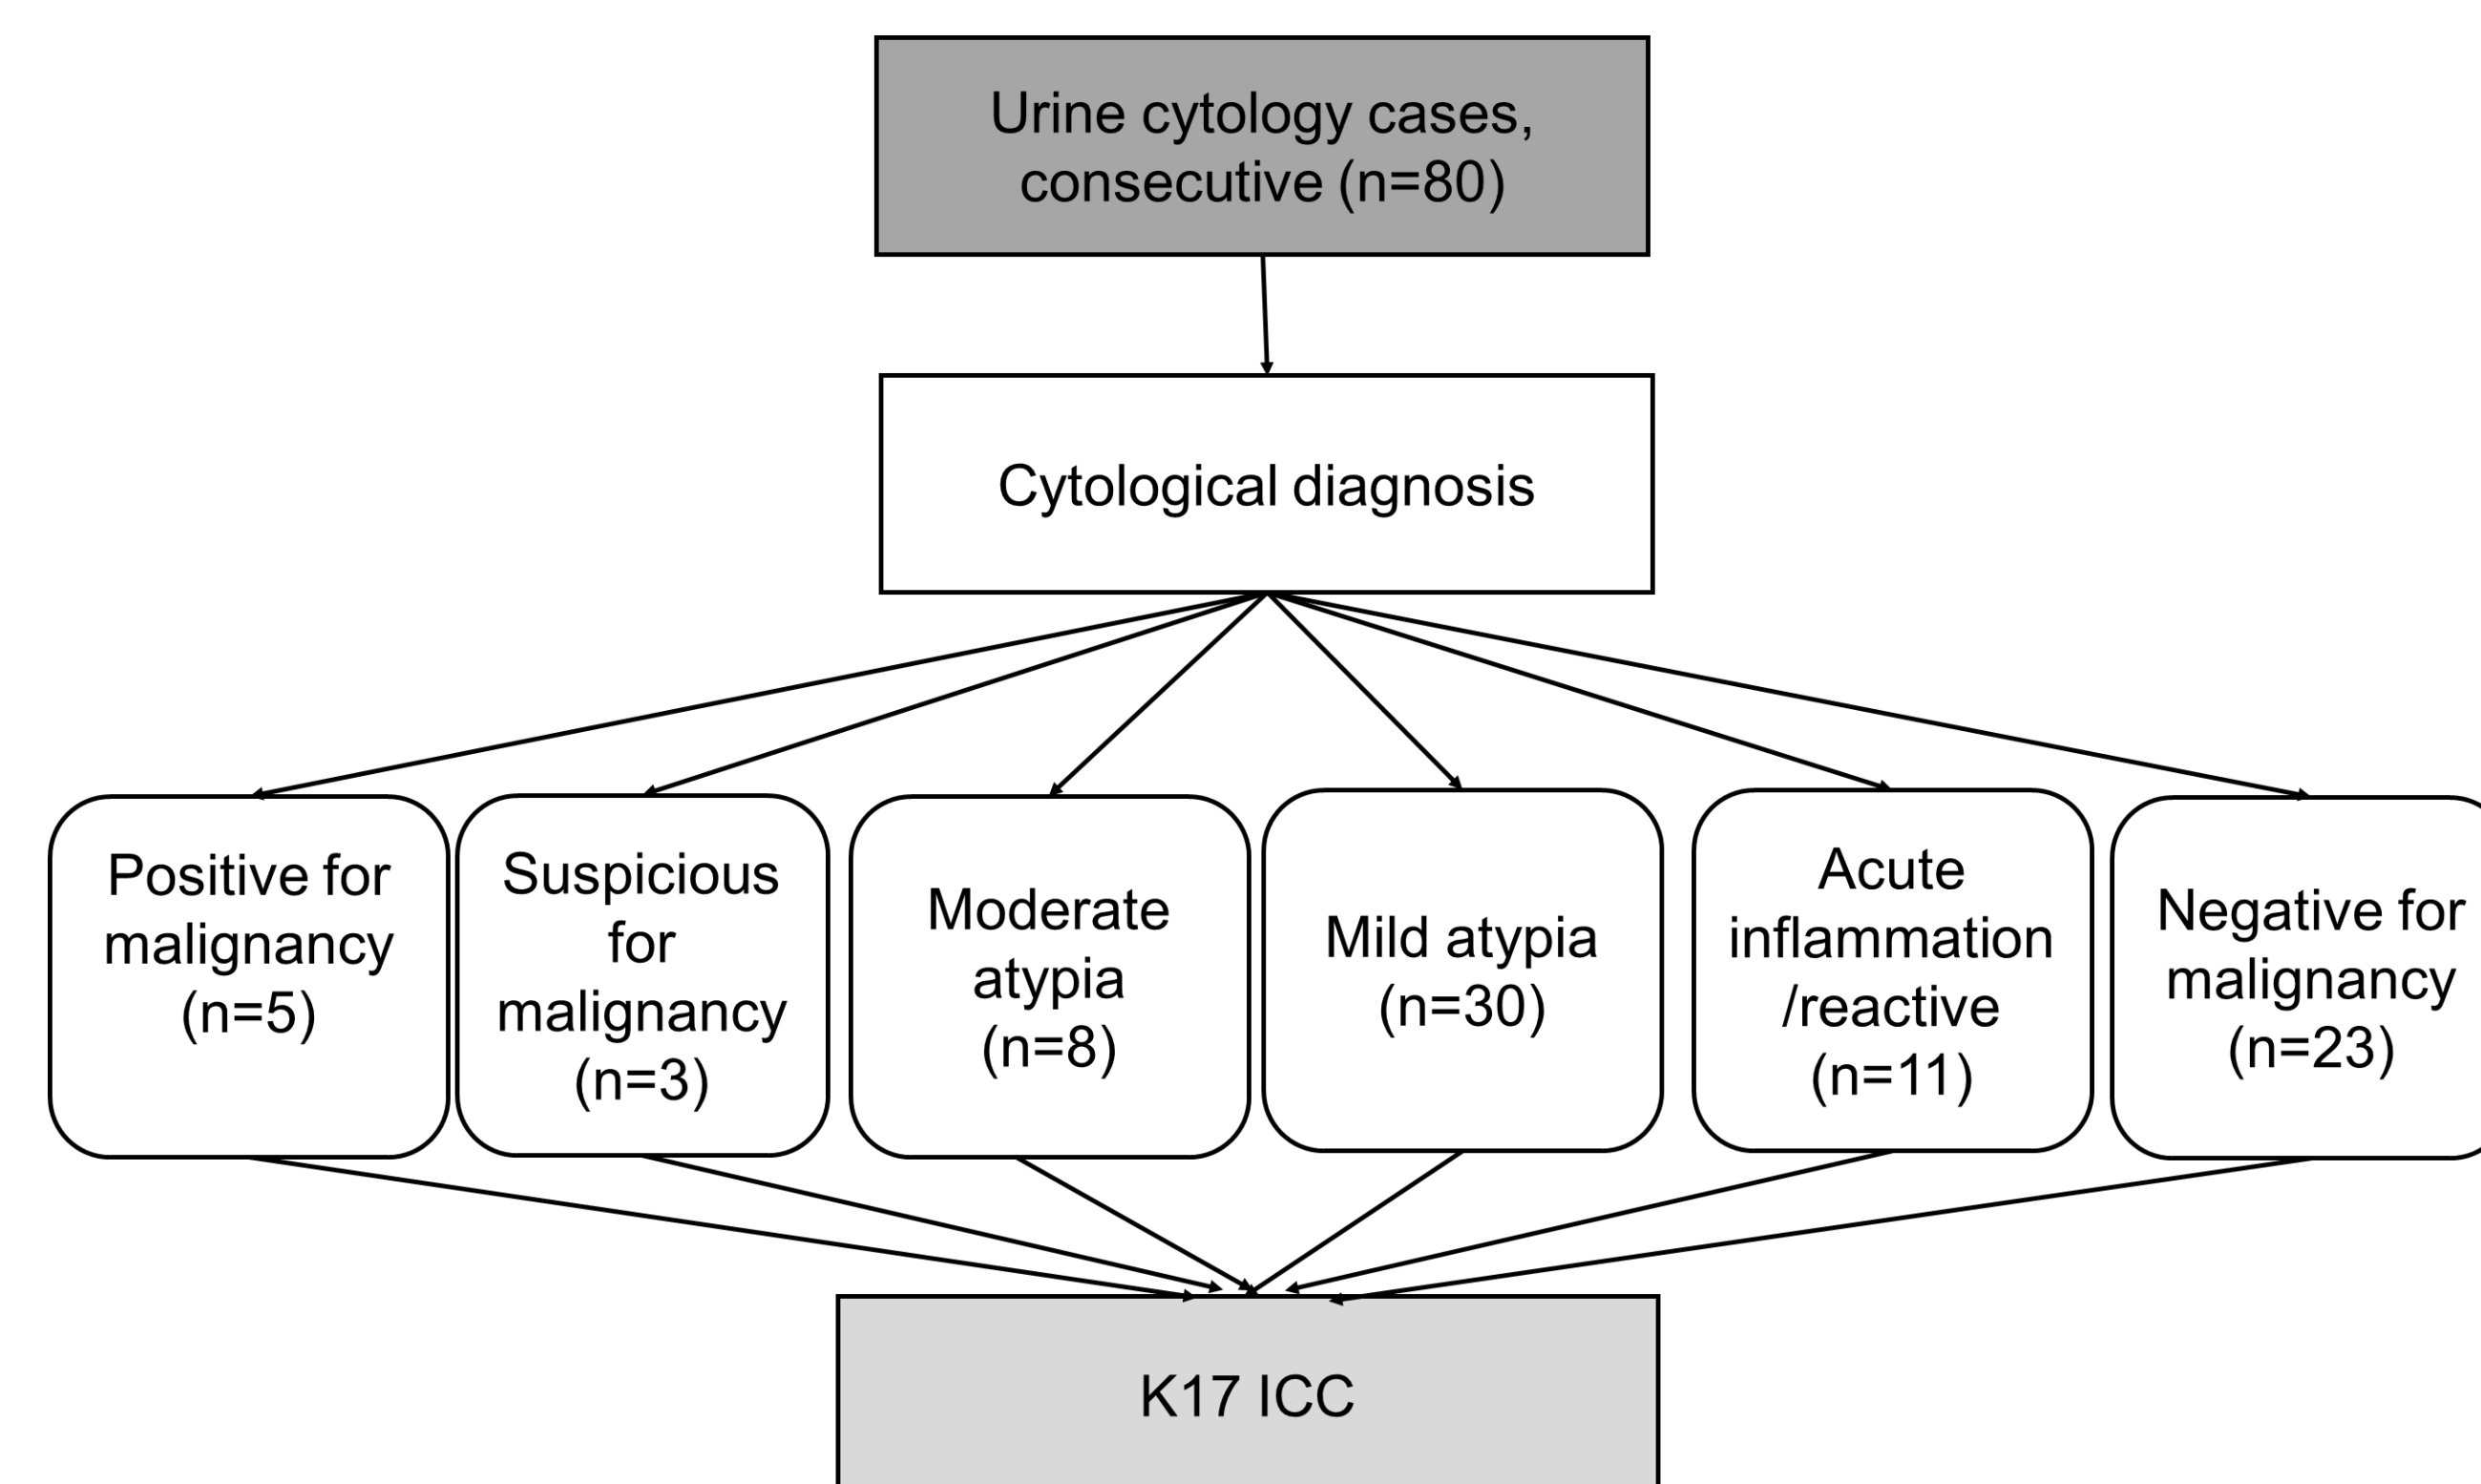 Urine cytology cases,
consecutive (n=80)
Cytological diagnosis
Positive for
malignancy
(n=5)
Suspicious
for
malignancy
(n=3)
Moderate
atypia
(n=8)
Mild atypia
(n=30)
Acute
inflammation
/reactive
(n=11)
Negative for
malignancy
(n=23)
K17 ICC